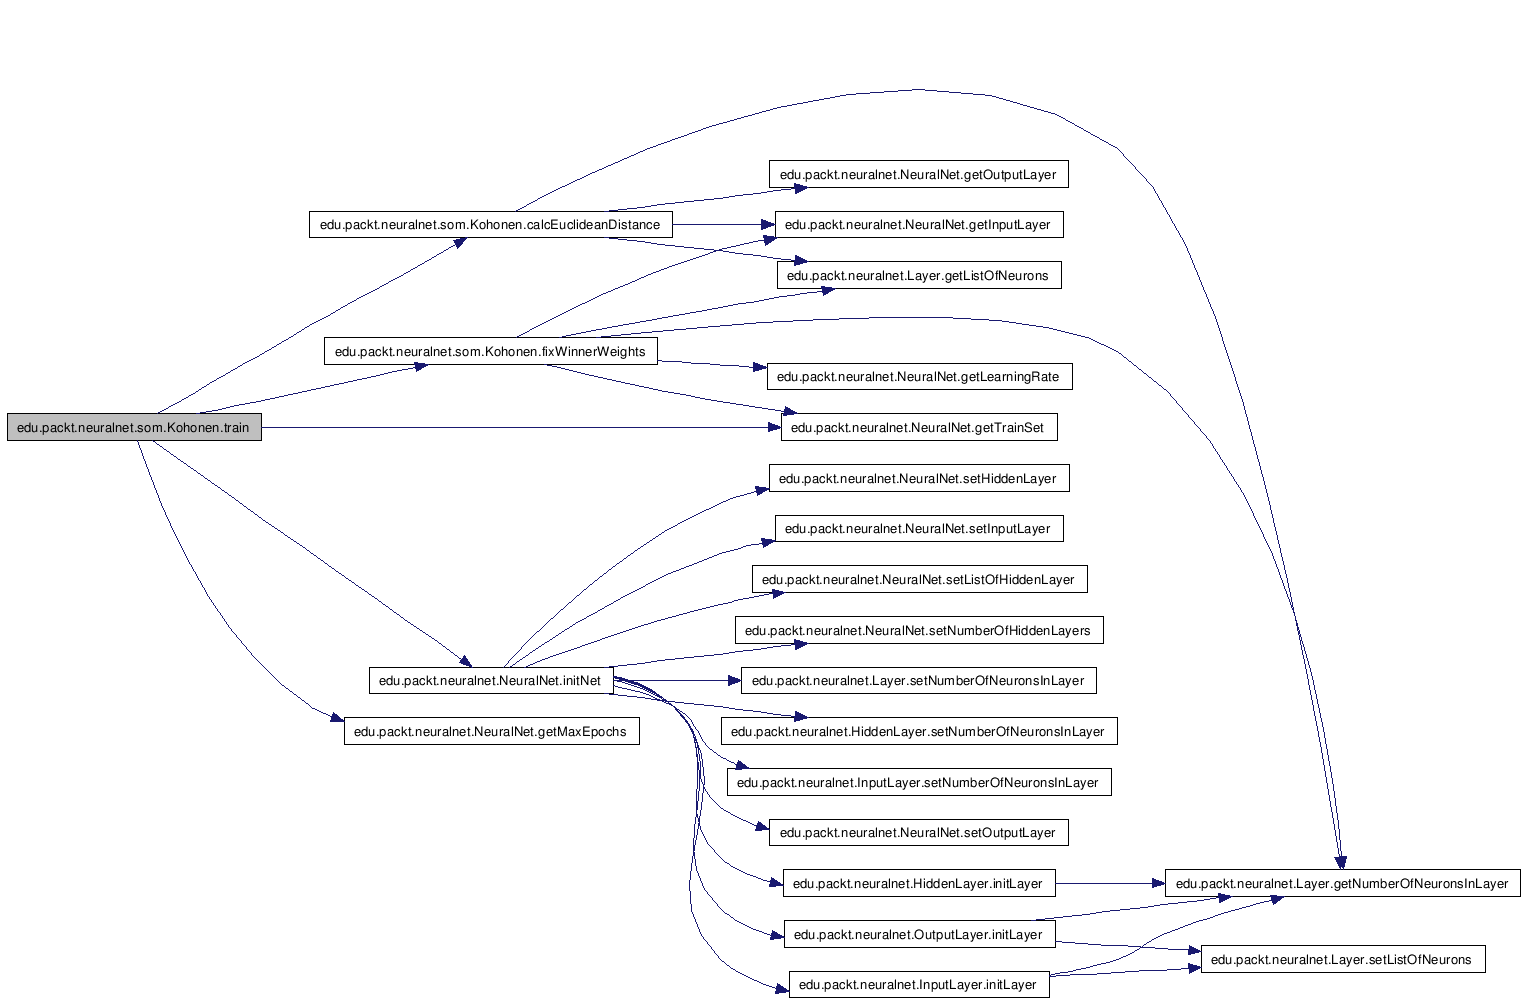 edu.packt.neuralnet.NeuralNet.getOutputLayer
edu.packt.neuralnet.som.Kohonen.calcEuclideanDistance
edu.packt.neuralnet.NeuralNet.getInputLayer
edu.packt.neuralnet.Layer.getListOfNeurons
edu.packt.neuralnet.som.Kohonen.fixWinnerWeights
edu.packt.neuralnet.NeuralNet.getLearningRate
edu.packt.neuralnet.som.Kohonen.train
edu.packt.neuralnet.NeuralNet.getTrainSet
edu.packt.neuralnet.NeuralNet.setHiddenLayer
edu.packt.neuralnet.NeuralNet.setInputLayer
edu.packt.neuralnet.NeuralNet.setListOfHiddenLayer
edu.packt.neuralnet.NeuralNet.setNumberOfHiddenLayers
edu.packt.neuralnet.NeuralNet.initNet
edu.packt.neuralnet.Layer.setNumberOfNeuronsInLayer
edu.packt.neuralnet.NeuralNet.getMaxEpochs
edu.packt.neuralnet.HiddenLayer.setNumberOfNeuronsInLayer
edu.packt.neuralnet.InputLayer.setNumberOfNeuronsInLayer
edu.packt.neuralnet.NeuralNet.setOutputLayer
edu.packt.neuralnet.HiddenLayer.initLayer
edu.packt.neuralnet.Layer.getNumberOfNeuronsInLayer
edu.packt.neuralnet.OutputLayer.initLayer
edu.packt.neuralnet.Layer.setListOfNeurons
edu.packt.neuralnet.InputLayer.initLayer